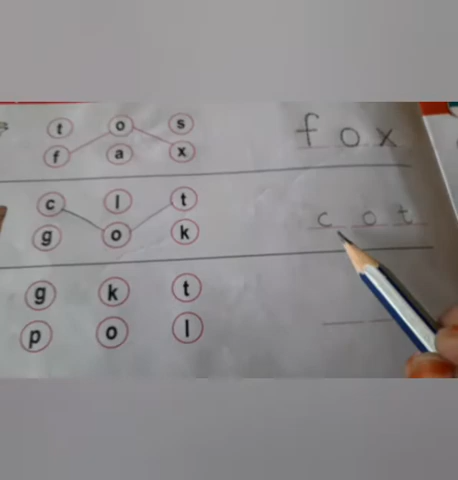 t o s
f a x
fox
c l t
g o k
cot
g k t
p o l